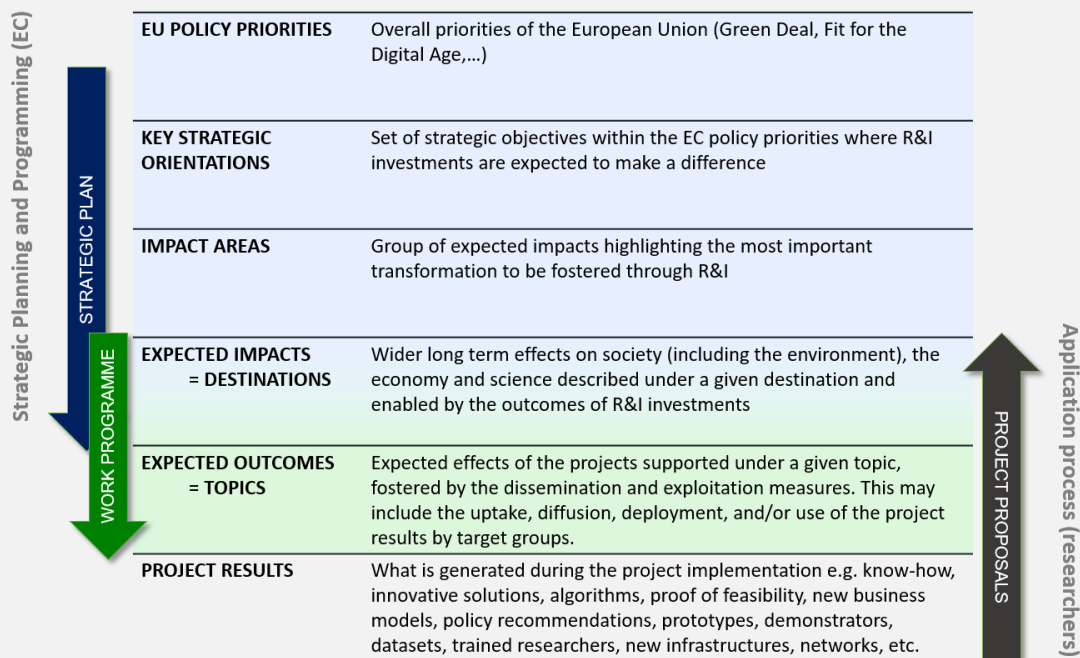 Strategic Planning and Programming (EC)
STRATEGIC PLAN
WORK PROGRAMME
EU POLICY PRIORITIES
Overall priorities of the European Union (Green Deal, Fit for the
Digital Age,...)
KEY STRATEGIC
ORIENTATIONS
Set of strategic objectives within the EC policy priorities where R&I
investments are expected to make a difference
IMPACT AREAS
Group of expected impacts highlighting the most important
transformation to be fostered through R&I
EXPECTED IMPACTS
= DESTINATIONS
Wider long term effects on society (including the environment), the
economy and science described under a given destination and
enabled by the outcomes of R&I investments
EXPECTED OUTCOMES
= TOPICS
Expected effects of the projects supported under a given topic,
fostered by the dissemination and exploitation measures. This may
include the uptake, diffusion, deployment, and/or use of the project
results by target groups.
PROJECT RESULTS
What is generated during the project implementation e.g. know-how,
innovative solutions, algorithms, proof of feasibility, new business
models, policy recommendations, prototypes, demonstrators,
datasets, trained researchers, new infrastructures, networks, etc.
PROJECT PROPOSALS
Application process (researchers)